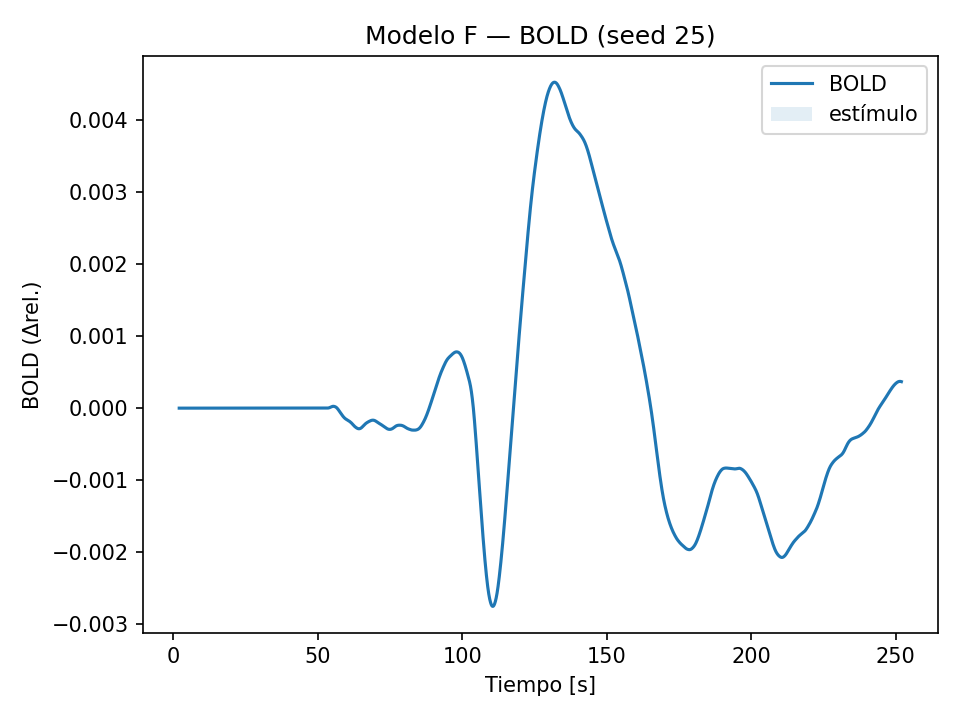 Modelo F — BOLD (seed 25)
BOLD
estímulo
BOLD (Δrel.)
0.004
0.003
0.002
0.001
0.000
−0.001
−0.002
−0.003
0
50
100
150
200
250
Tiempo [s]